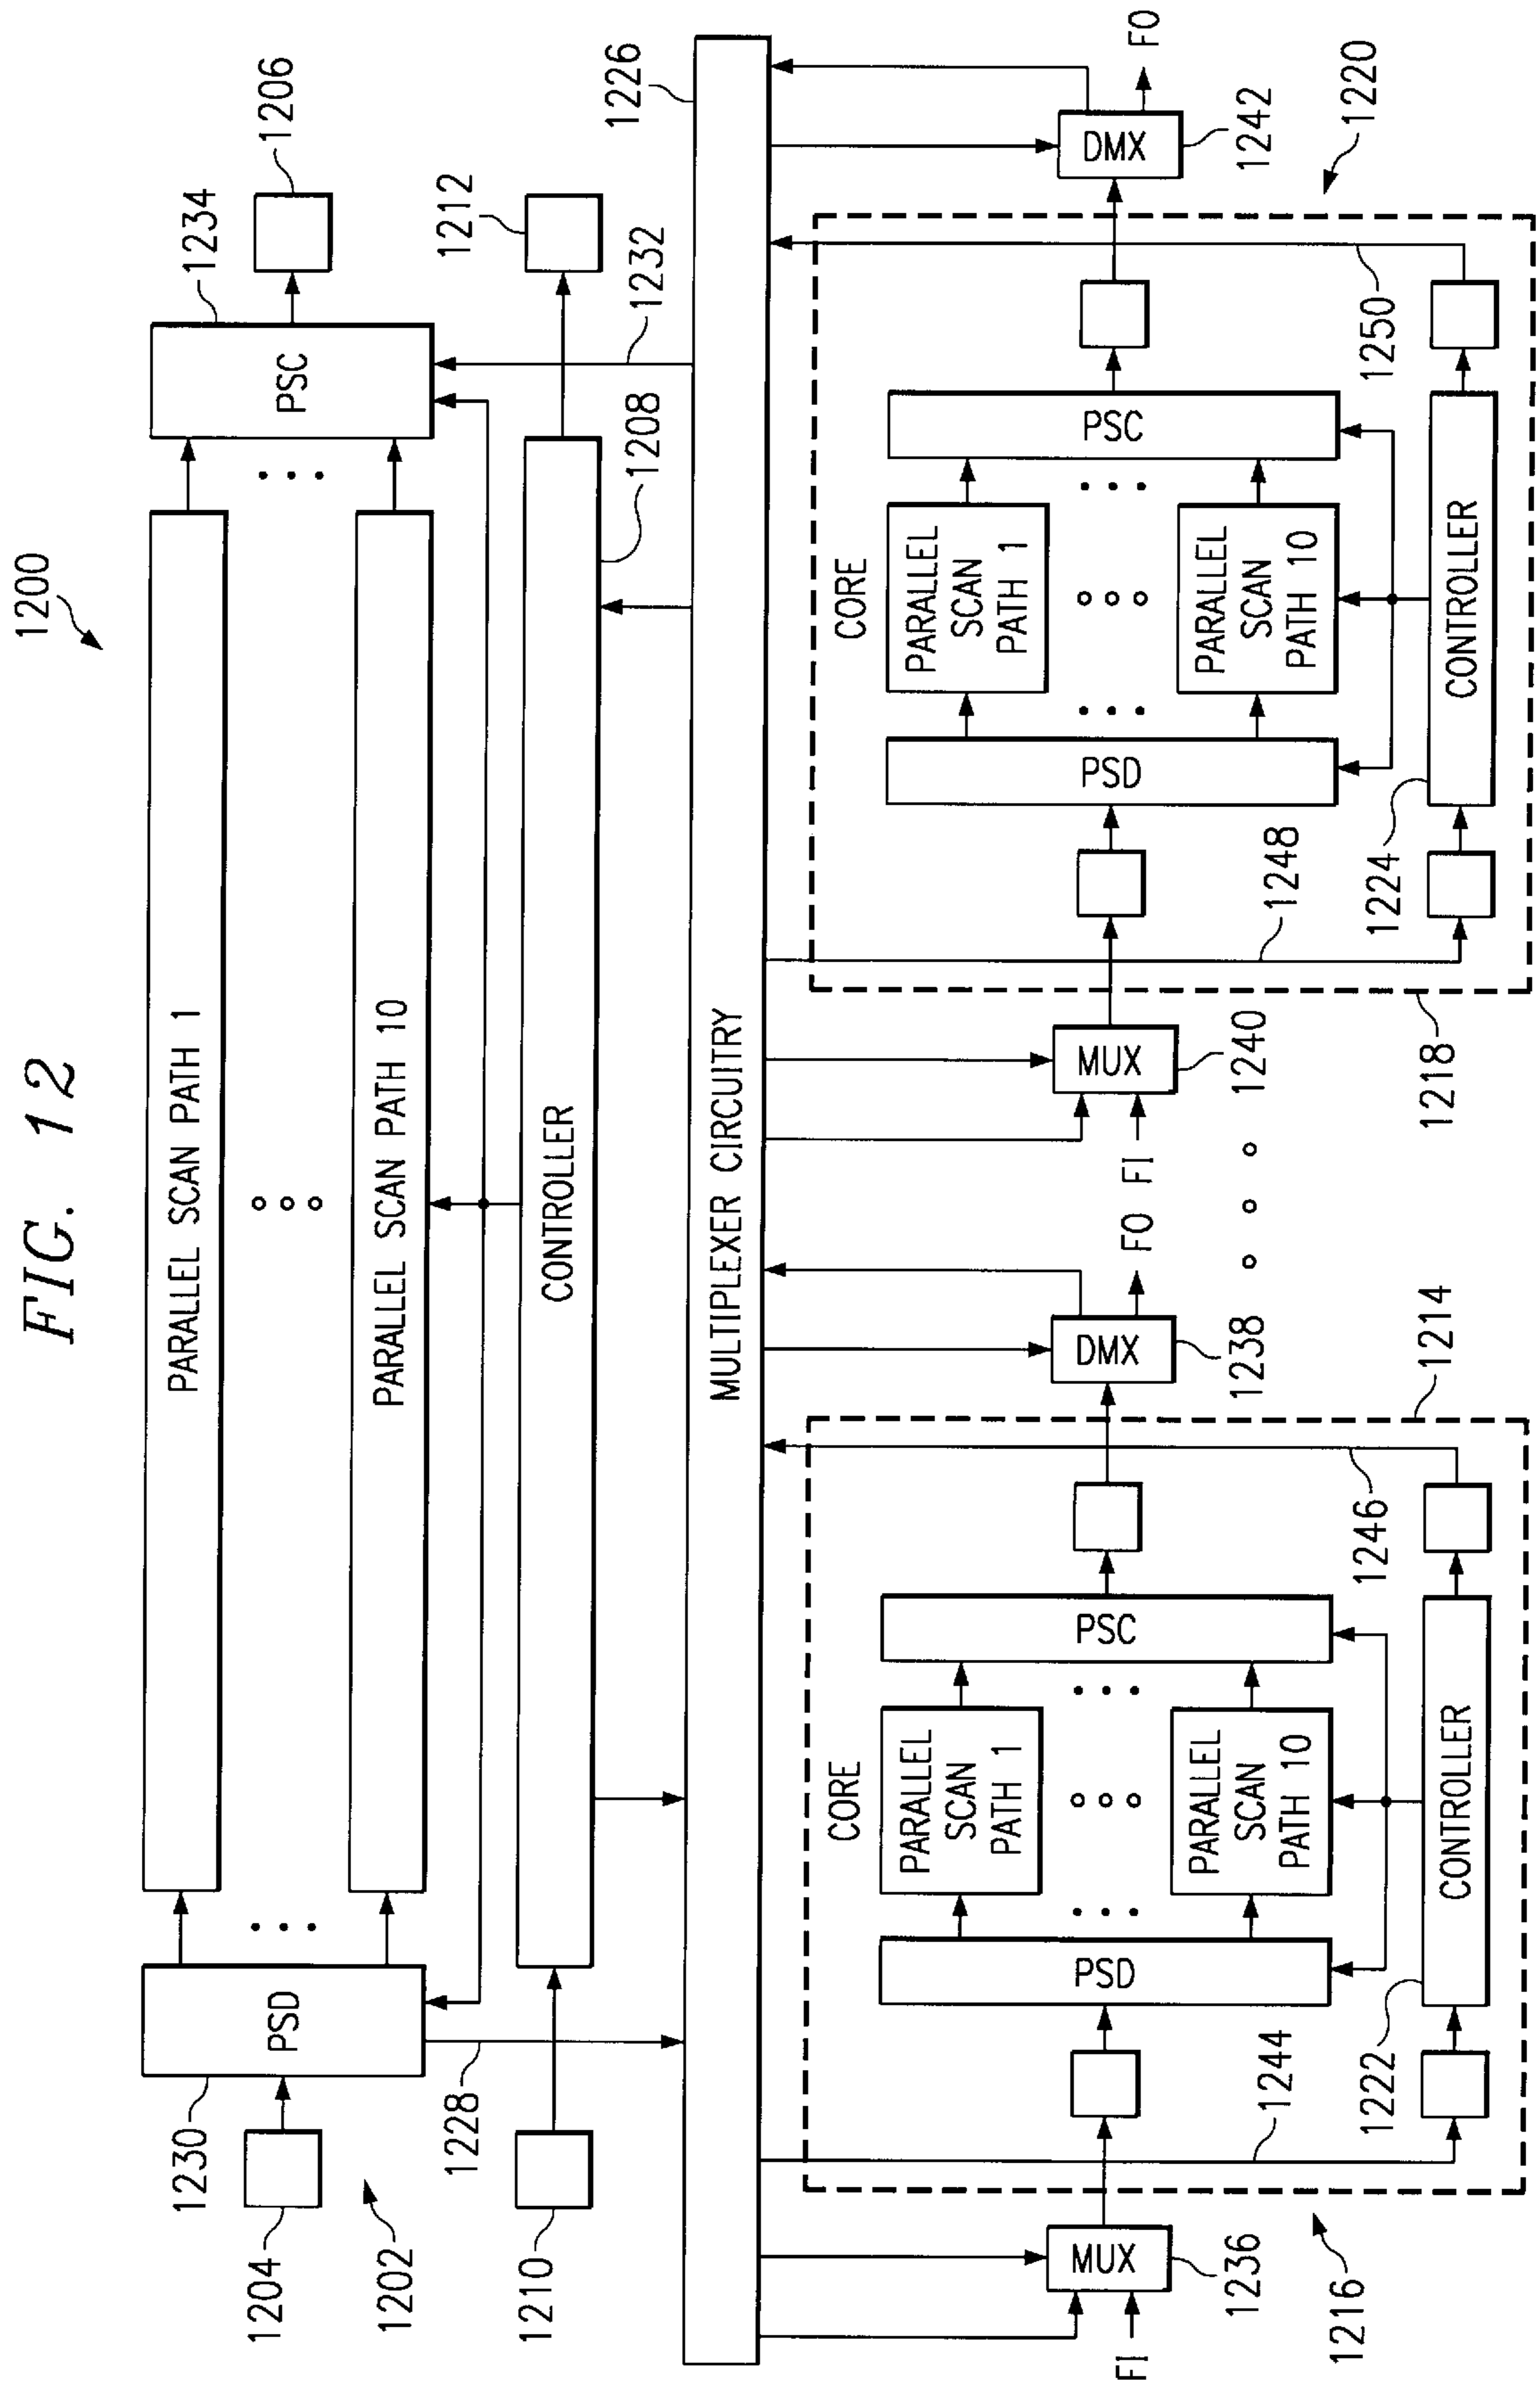 FIG. 12
1200
PARALLEL SCAN PATH 1
PARALLEL SCAN PATH 10
PSD
PSC
1230
1234
1204
1206
1202
1228
1232
CONTROLLER
1208
1210
1212
MULTIPLEXER CIRCUITRY
1226
FI
MUX
1236
1216
CORE
PARALLEL
SCAN
PATH 1
PARALLEL
SCAN
PATH 10
PSD
PSC
CONTROLLER
1222
1244
1246
1214
DMX
FO
1238
FI
MUX
1240
1218
CORE
PARALLEL
SCAN
PATH 1
PARALLEL
SCAN
PATH 10
PSD
PSC
CONTROLLER
1224
1248
1250
DMX
FO
1242
1220